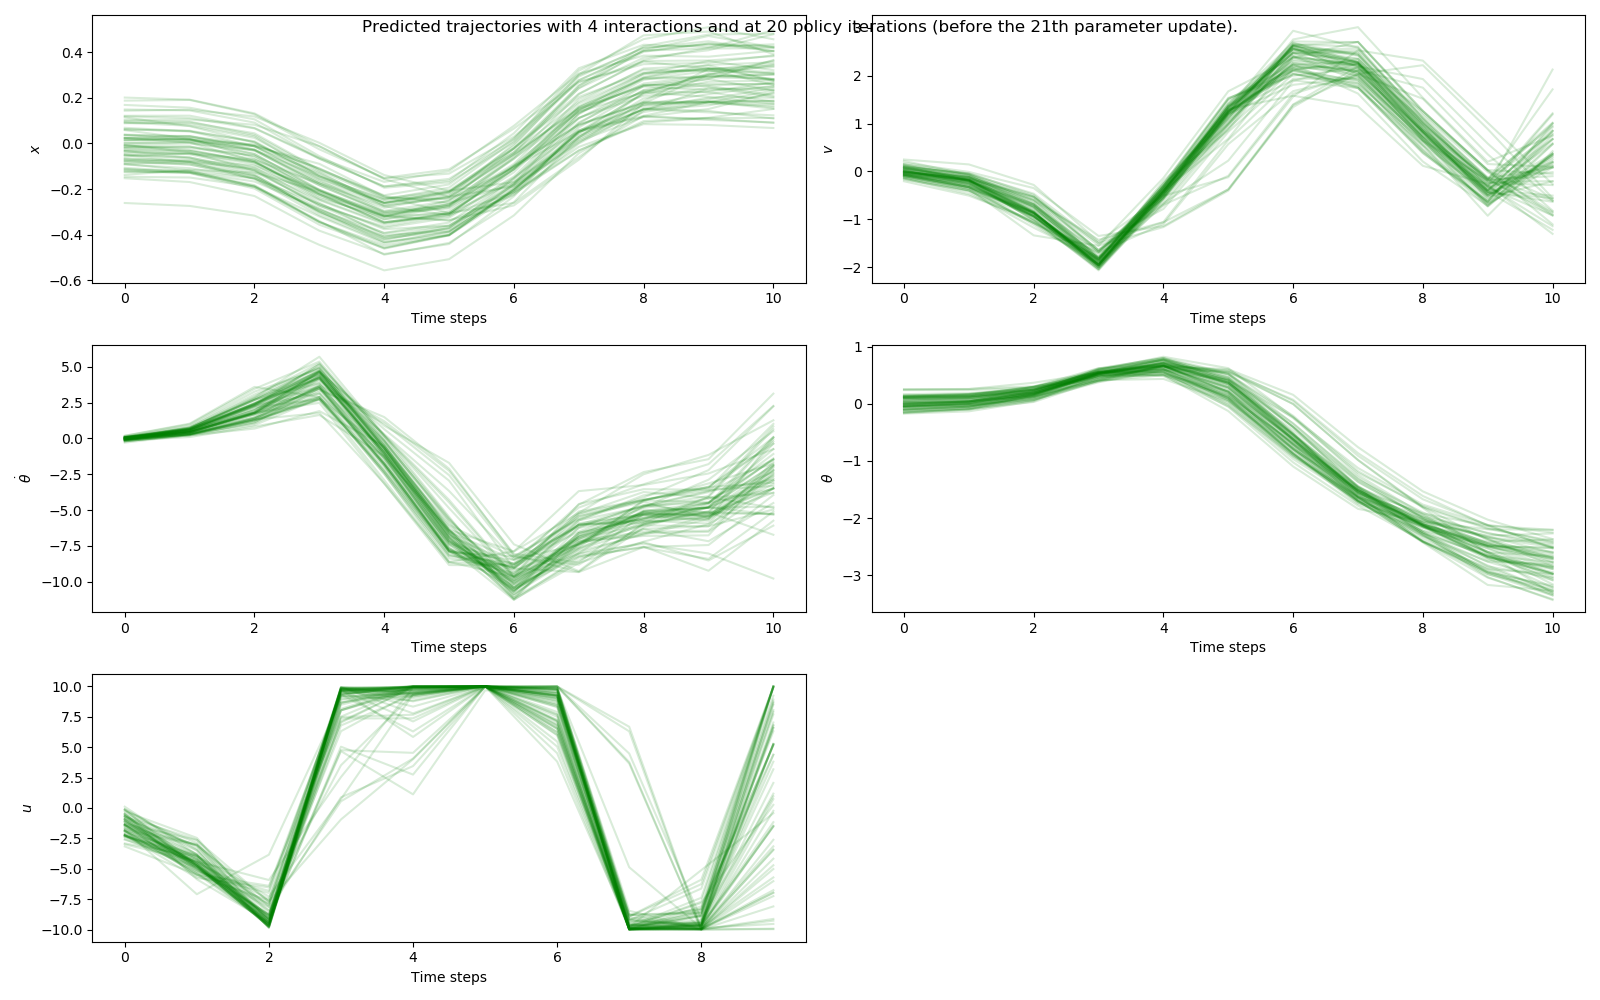 Predicted trajectories with 4 interactions and at 20 policy iterations (before the 21th parameter update).
0.4
0.2
0.0
−0.2
−0.4
−0.6
x
0 2 4 6 8 10
Time steps
3
2
1
0
−1
−2
v
0 2 4 6 8 10
Time steps
5.0
2.5
0.0
−2.5
−5.0
−7.5
−10.0
θ̇
0 2 4 6 8 10
Time steps
1
0
−1
−2
−3
θ
0 2 4 6 8 10
Time steps
10.0
7.5
5.0
2.5
0.0
−2.5
−5.0
−7.5
−10.0
u
0 2 4 6 8
Time steps